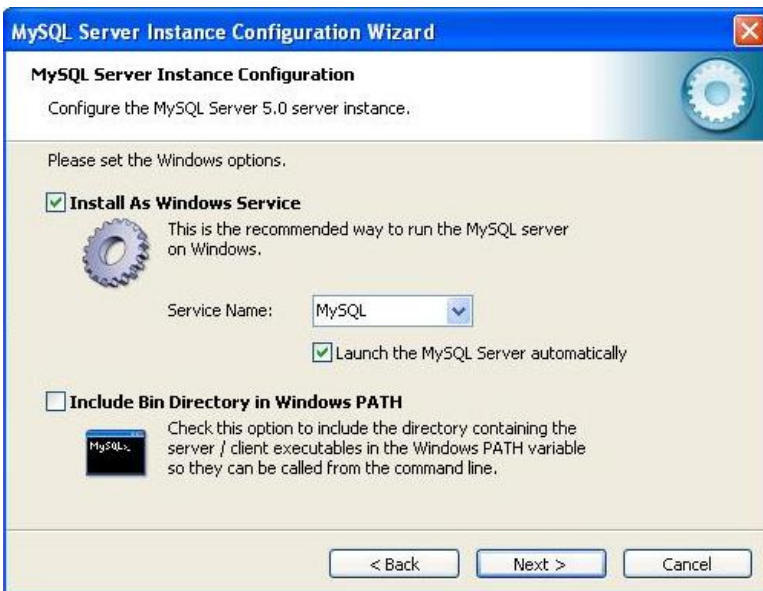 MySQL Server Instance Configuration Wizard
MySQL Server Instance Configuration
Configure the MySQL Server 5.0 server instance.
Please set the Windows options.
Install As Windows Service
This is the recommended way to run the MySQL server
on Windows.
Service Name: MySQL
Launch the MySQL Server automatically
Include Bin Directory in Windows PATH
Check this option to include the directory containing the
server / client executables in the Windows PATH variable
so they can be called from the command line.
MySQL>_
< Back Next > Cancel